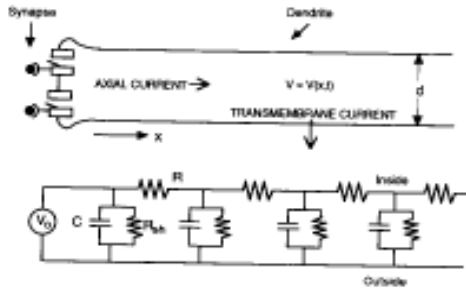 Synapse
Dendrite
AXIAL CURRENT
V = V(x,t)
d
TRANSMEMBRANE CURRENT
x
R
Inside
V₀
C
Rsh
Outside